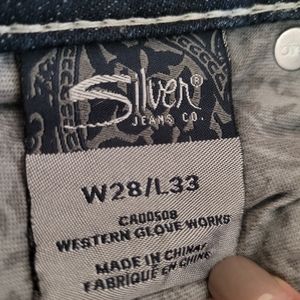 Silver®
JEANS CO.
W28/L33
CA00508
WESTERN GLOVE WORKS
MADE IN CHINA/
FABRIQUÉ EN CHINE